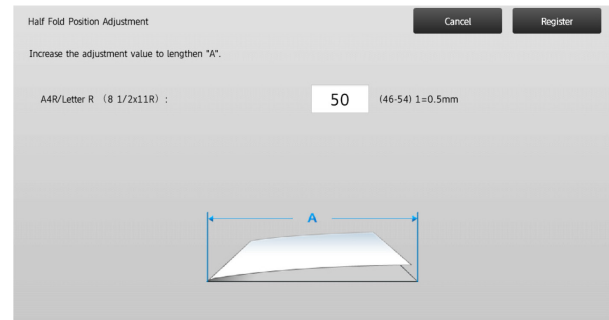 Half Fold Position Adjustment
Cancel
Register
Increase the adjustment value to lengthen "A".
A4R/Letter R （8 1/2x11R）:
50
(46-54) 1=0.5mm
A